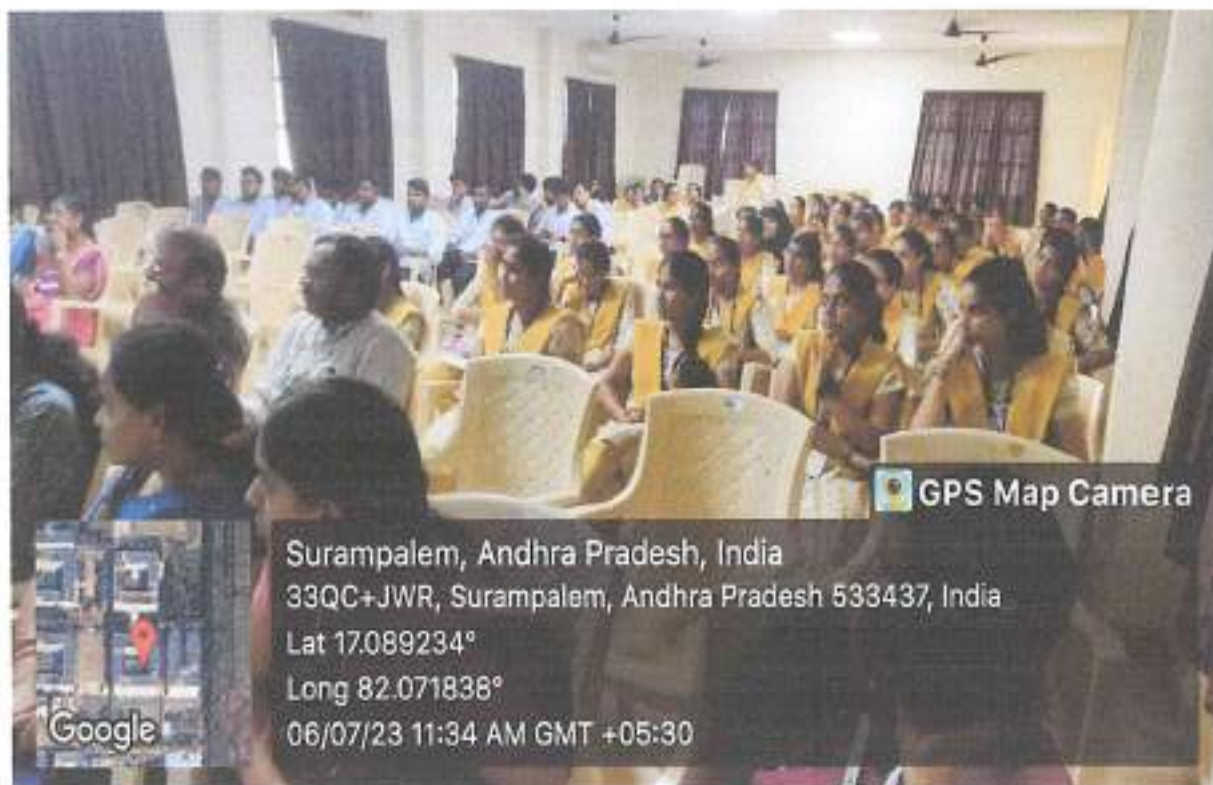 GPS Map Camera
Surampalem, Andhra Pradesh, India
33QC+JWR, Surampalem, Andhra Pradesh 533437, India
Lat 17.089234°
Long 82.071838°
06/07/23 11:34 AM GMT +05:30
Google